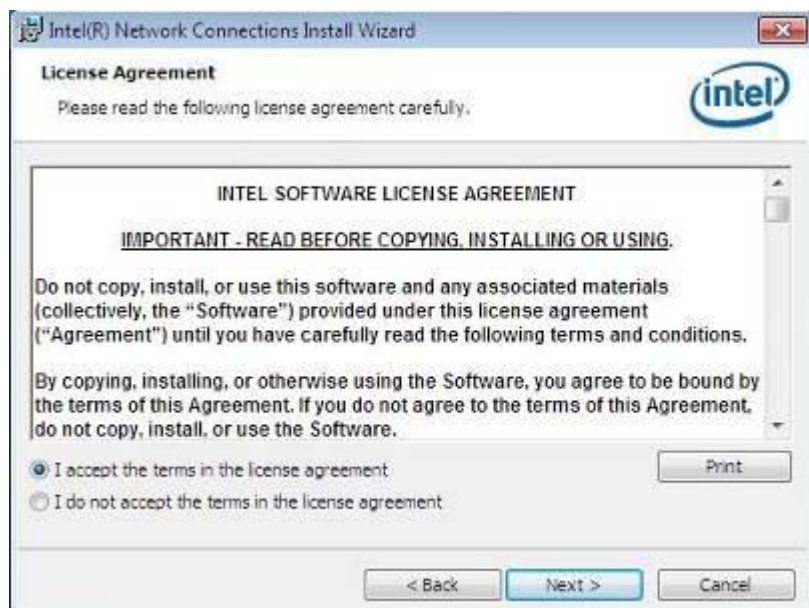 Intel(R) Network Connections Install Wizard
License Agreement
Please read the following license agreement carefully.
intel
INTEL SOFTWARE LICENSE AGREEMENT
IMPORTANT - READ BEFORE COPYING, INSTALLING OR USING.
Do not copy, install, or use this software and any associated materials
(collectively, the “Software”) provided under this license agreement
(“Agreement”) until you have carefully read the following terms and conditions.
By copying, installing, or otherwise using the Software, you agree to be bound by
the terms of this Agreement. If you do not agree to the terms of this Agreement,
do not copy, install, or use the Software.
I accept the terms in the license agreement
Print
I do not accept the terms in the license agreement
< Back Next > Cancel